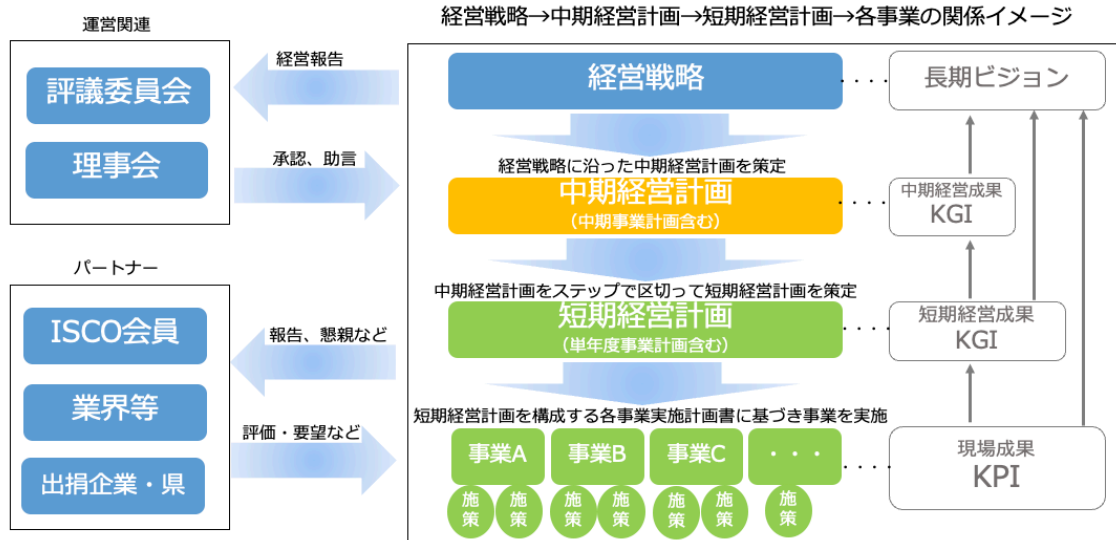 経営戦略→中期経営計画→短期経営計画→各事業の関係イメージ
運営関連
評議委員会
理事会
経営報告
承認、助言
パートナー
ISCO会員
業界等
出捐企業・県
報告、懇親など
評価・要望など
経営戦略
・・・・
長期ビジョン
経営戦略に沿った中期経営計画を策定
中期経営計画
（中期事業計画含む）
・・・・
中期経営成果
KGI
中期経営計画をステップで区切って短期経営計画を策定
短期経営計画
（単年度事業計画含む）
・・・・
短期経営成果
KGI
短期経営計画を構成する各事業実施計画書に基づき事業を実施
事業A
事業B
事業C
・・・
・・・・
現場成果
KPI
施策
施策
施策
施策
施策
施策
施策